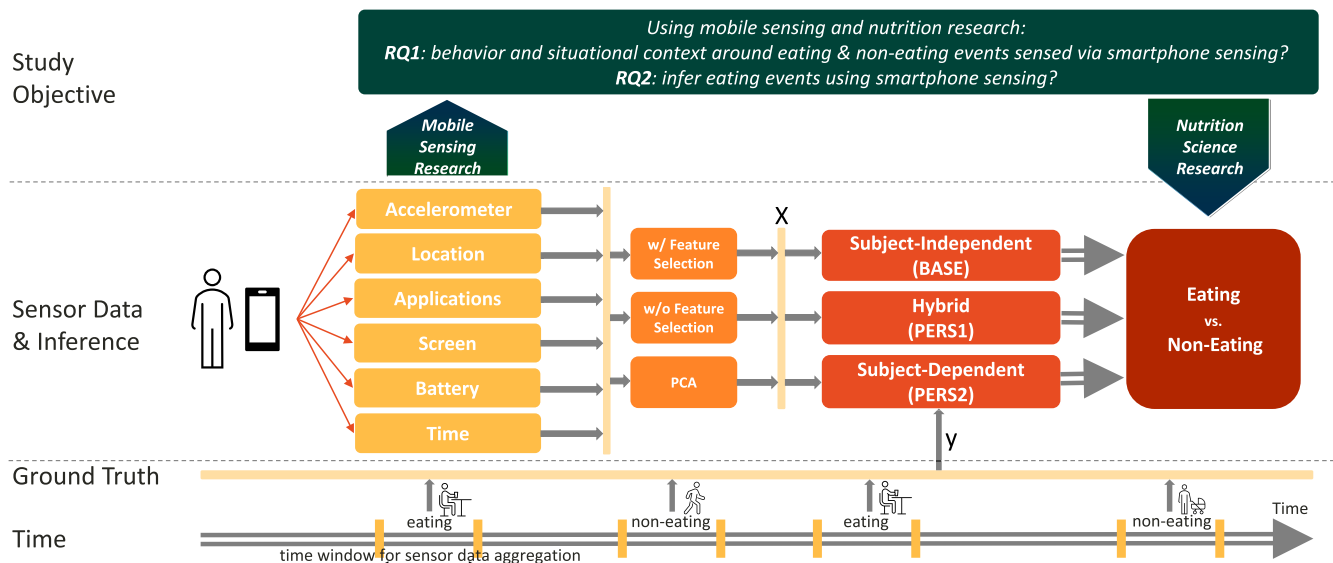 Study
Objective
Using mobile sensing and nutrition research:
RQ1: behavior and situational context around eating & non-eating events sensed via smartphone sensing?
RQ2: infer eating events using smartphone sensing?
Mobile
Sensing
Research
Nutrition
Science
Research
Sensor Data
& Inference
Accelerometer
Location
Applications
Screen
Battery
Time
w/ Feature
Selection
w/o Feature
Selection
PCA
X
Subject-Independent
(BASE)
Hybrid
(PERS1)
Subject-Dependent
(PERS2)
y
Eating
vs.
Non-Eating
Ground Truth
eating
non-eating
eating
non-eating
Time
Time
time window for sensor data aggregation